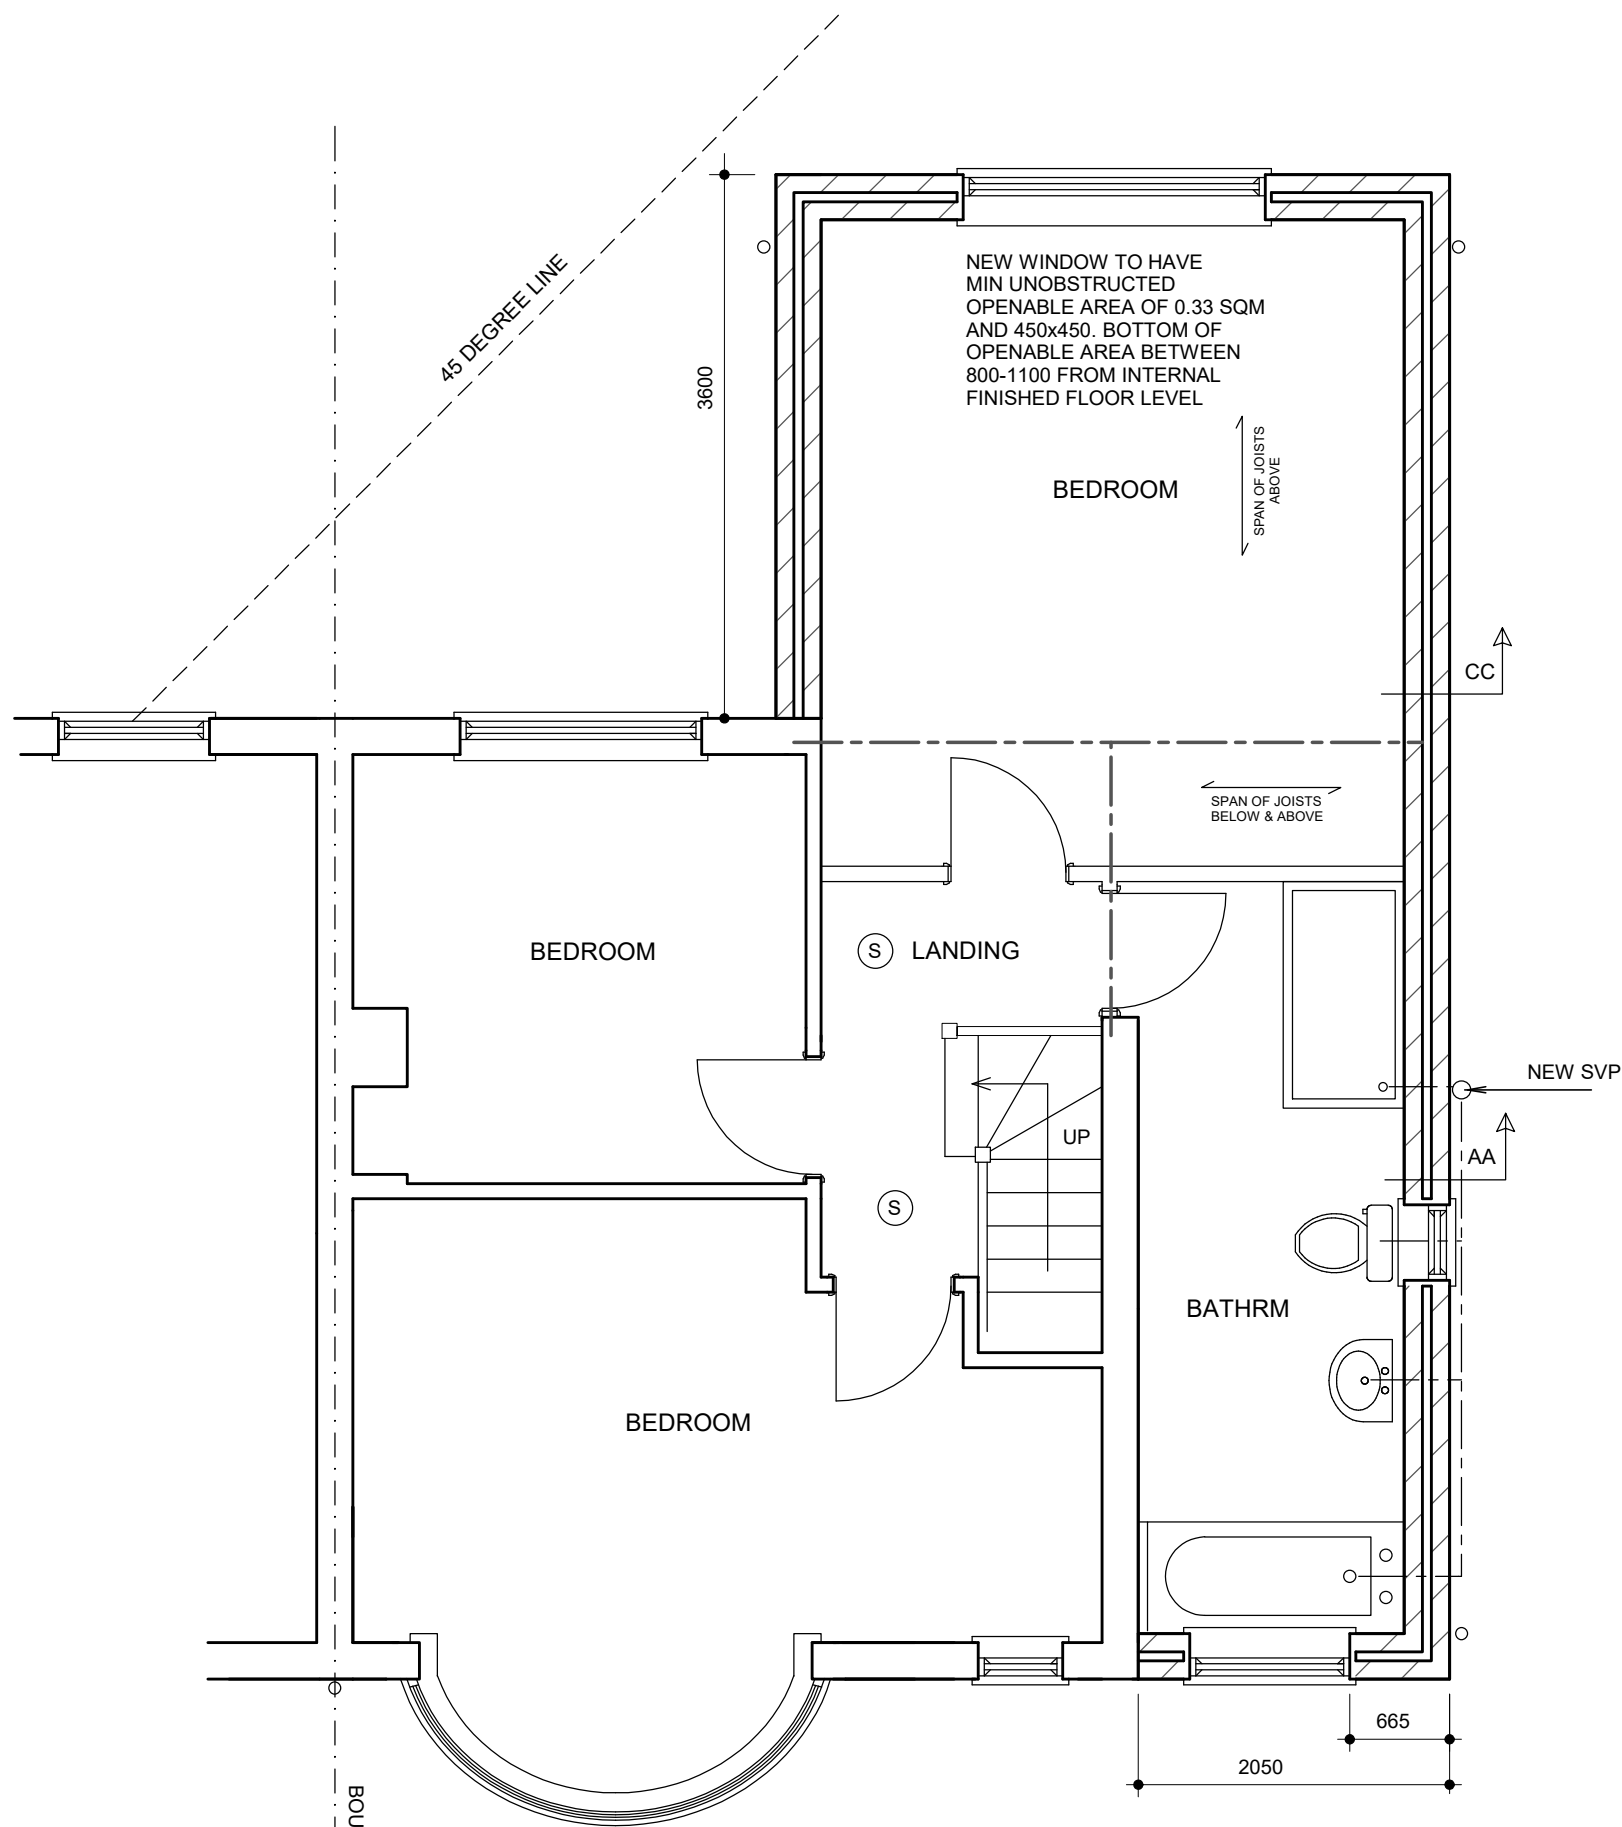 45 DEGREE LINE
3600
NEW WINDOW TO HAVE
MIN UNOBSTRUCTED
OPENABLE AREA OF 0.33 SQM
AND 450x450. BOTTOM OF
OPENABLE AREA BETWEEN
800-1100 FROM INTERNAL
FINISHED FLOOR LEVEL
SPAN OF JOISTS
ABOVE
BEDROOM
CC
SPAN OF JOISTS
BELOW & ABOVE
BEDROOM
S
LANDING
NEW SVP
UP
AA
S
BATHRM
BEDROOM
665
2050
BOU